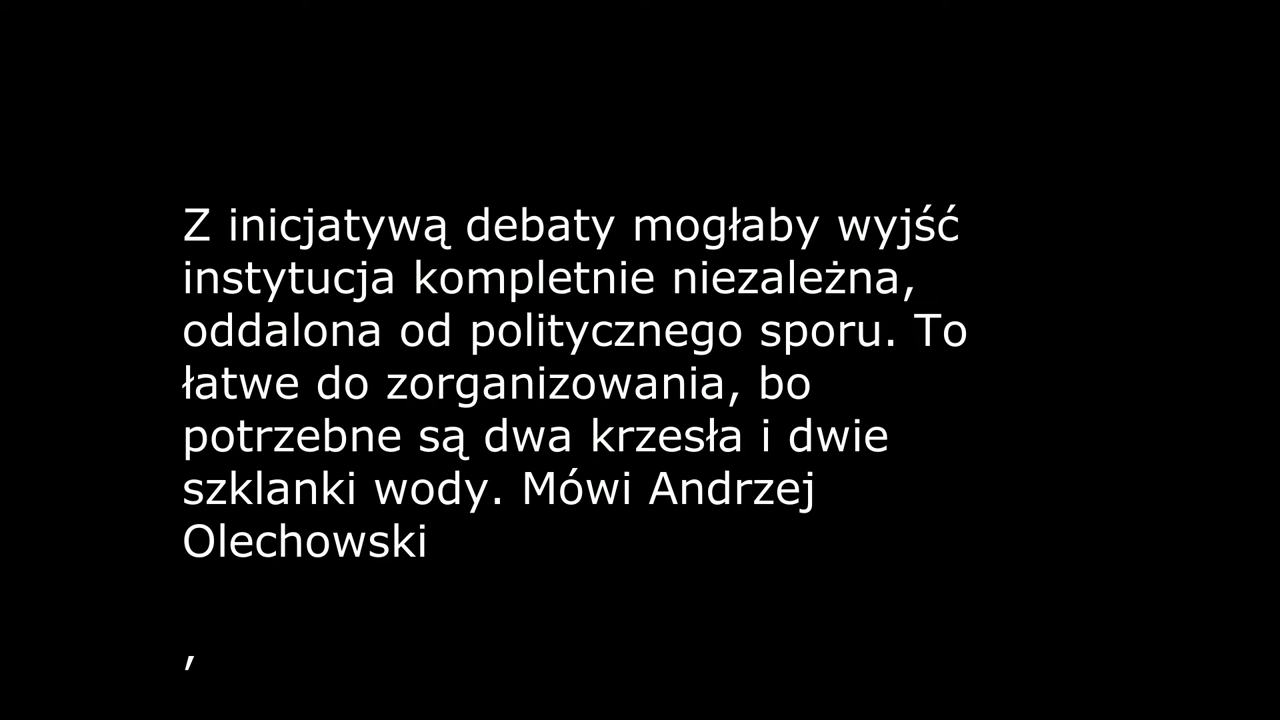 Z inicjatywą debaty mogłaby wyjść
instytucja kompletnie niezależna,
oddalona od politycznego sporu. To
łatwe do zorganizowania, bo
potrzebne są dwa krzesła i dwie
szklanki wody. Mówi Andrzej
Olechowski
,